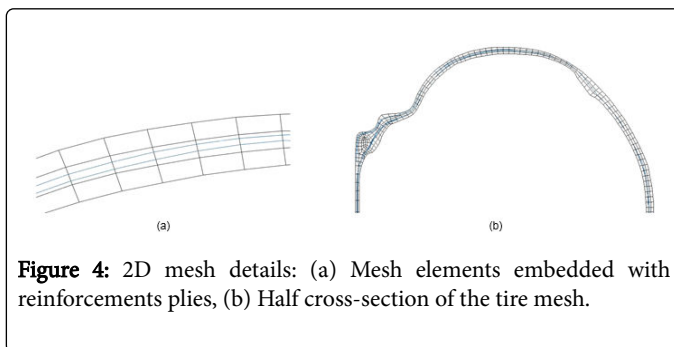 (a)
(b)
Figure 4: 2D mesh details: (a) Mesh elements embedded with
reinforcements plies, (b) Half cross-section of the tire mesh.